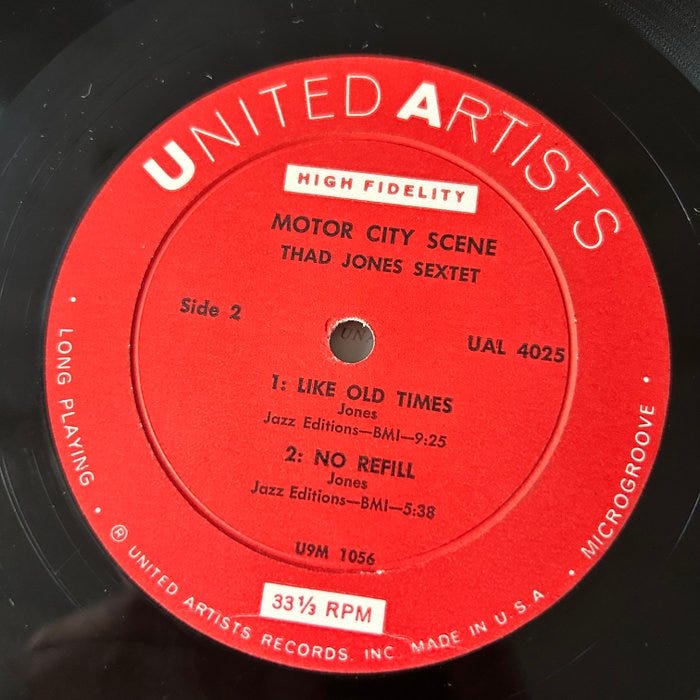 UNITED ARTISTS
HIGH FIDELITY
MOTOR CITY SCENE
THAD JONES SEXTET
Side 2
UAL 4025
UN
1: LIKE OLD TIMES
Jones
Jazz Editions—BMI—9:25
2: NO REFILL
Jones
Jazz Editions—BMI—5:38
U9M 1056
33⅓ RPM
• LONG PLAYING •
Ⓡ UNITED ARTISTS RECORDS, INC. MADE IN U.S.A
• MICROGROOVE •